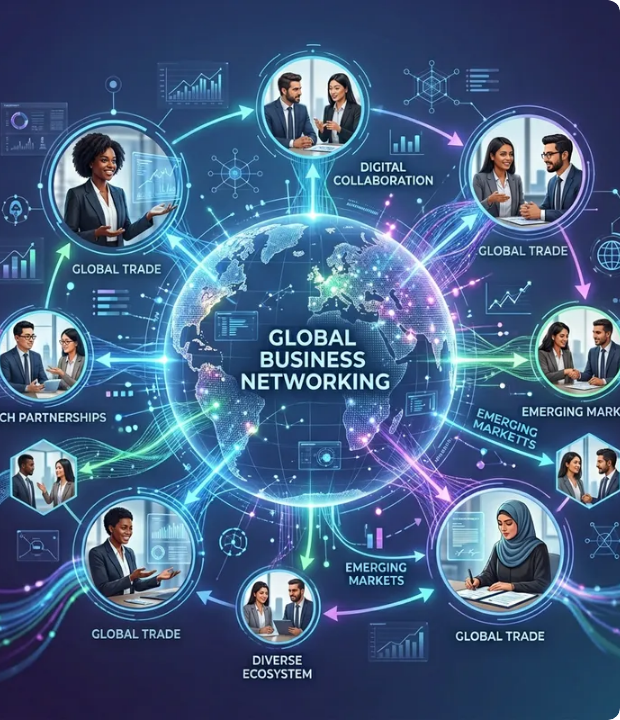 DIGITAL
COLLABORATION
GLOBAL TRADE
GLOBAL TRADE
GLOBAL
BUSINESS
NETWORKING
CH PARTNERSHIPS
EMERGING MARK
EMERGING
MARKETTS
EMERGING
MARKETS
GLOBAL TRADE
GLOBAL TRADE
DIVERSE
ECOSYSTEM